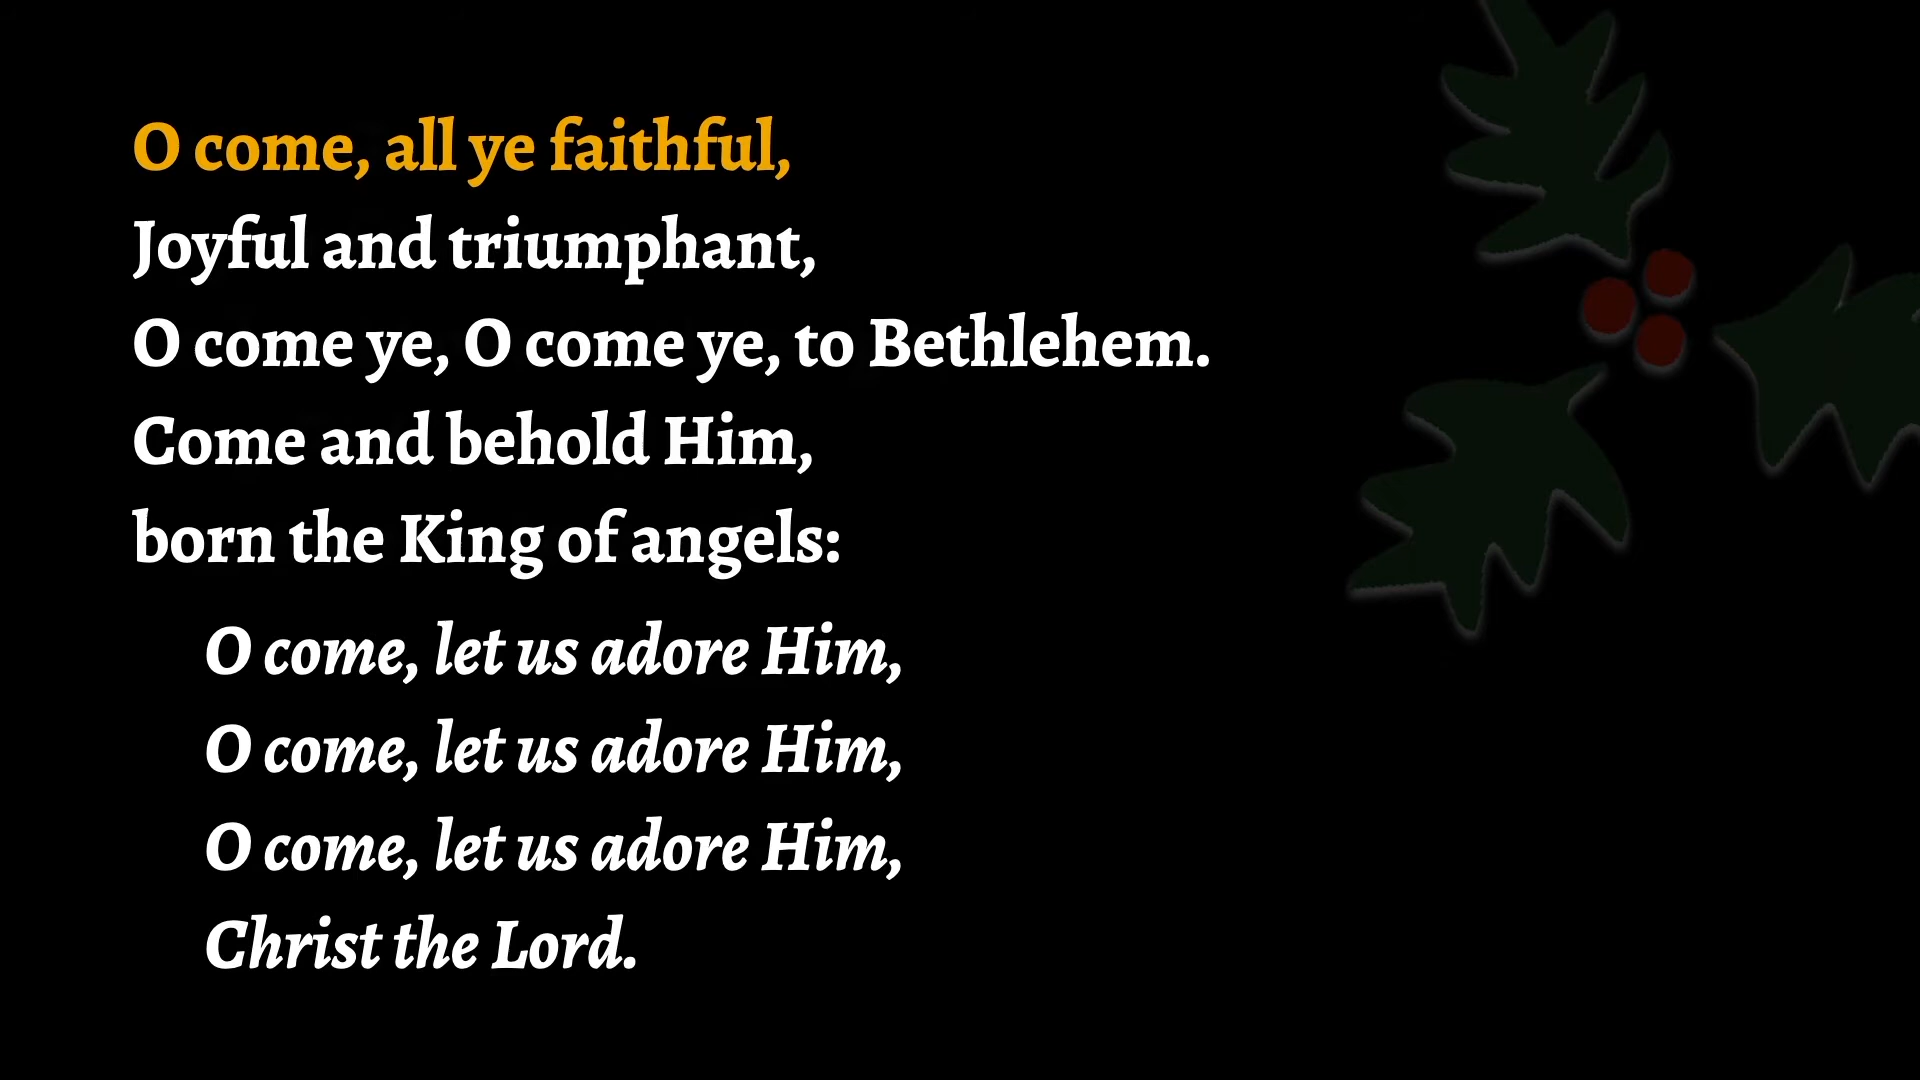 O come, all ye faithful,
Joyful and triumphant,
O come ye, O come ye, to Bethlehem.
Come and behold Him,
born the King of angels:
O come, let us adore Him,
O come, let us adore Him,
O come, let us adore Him,
Christ the Lord.